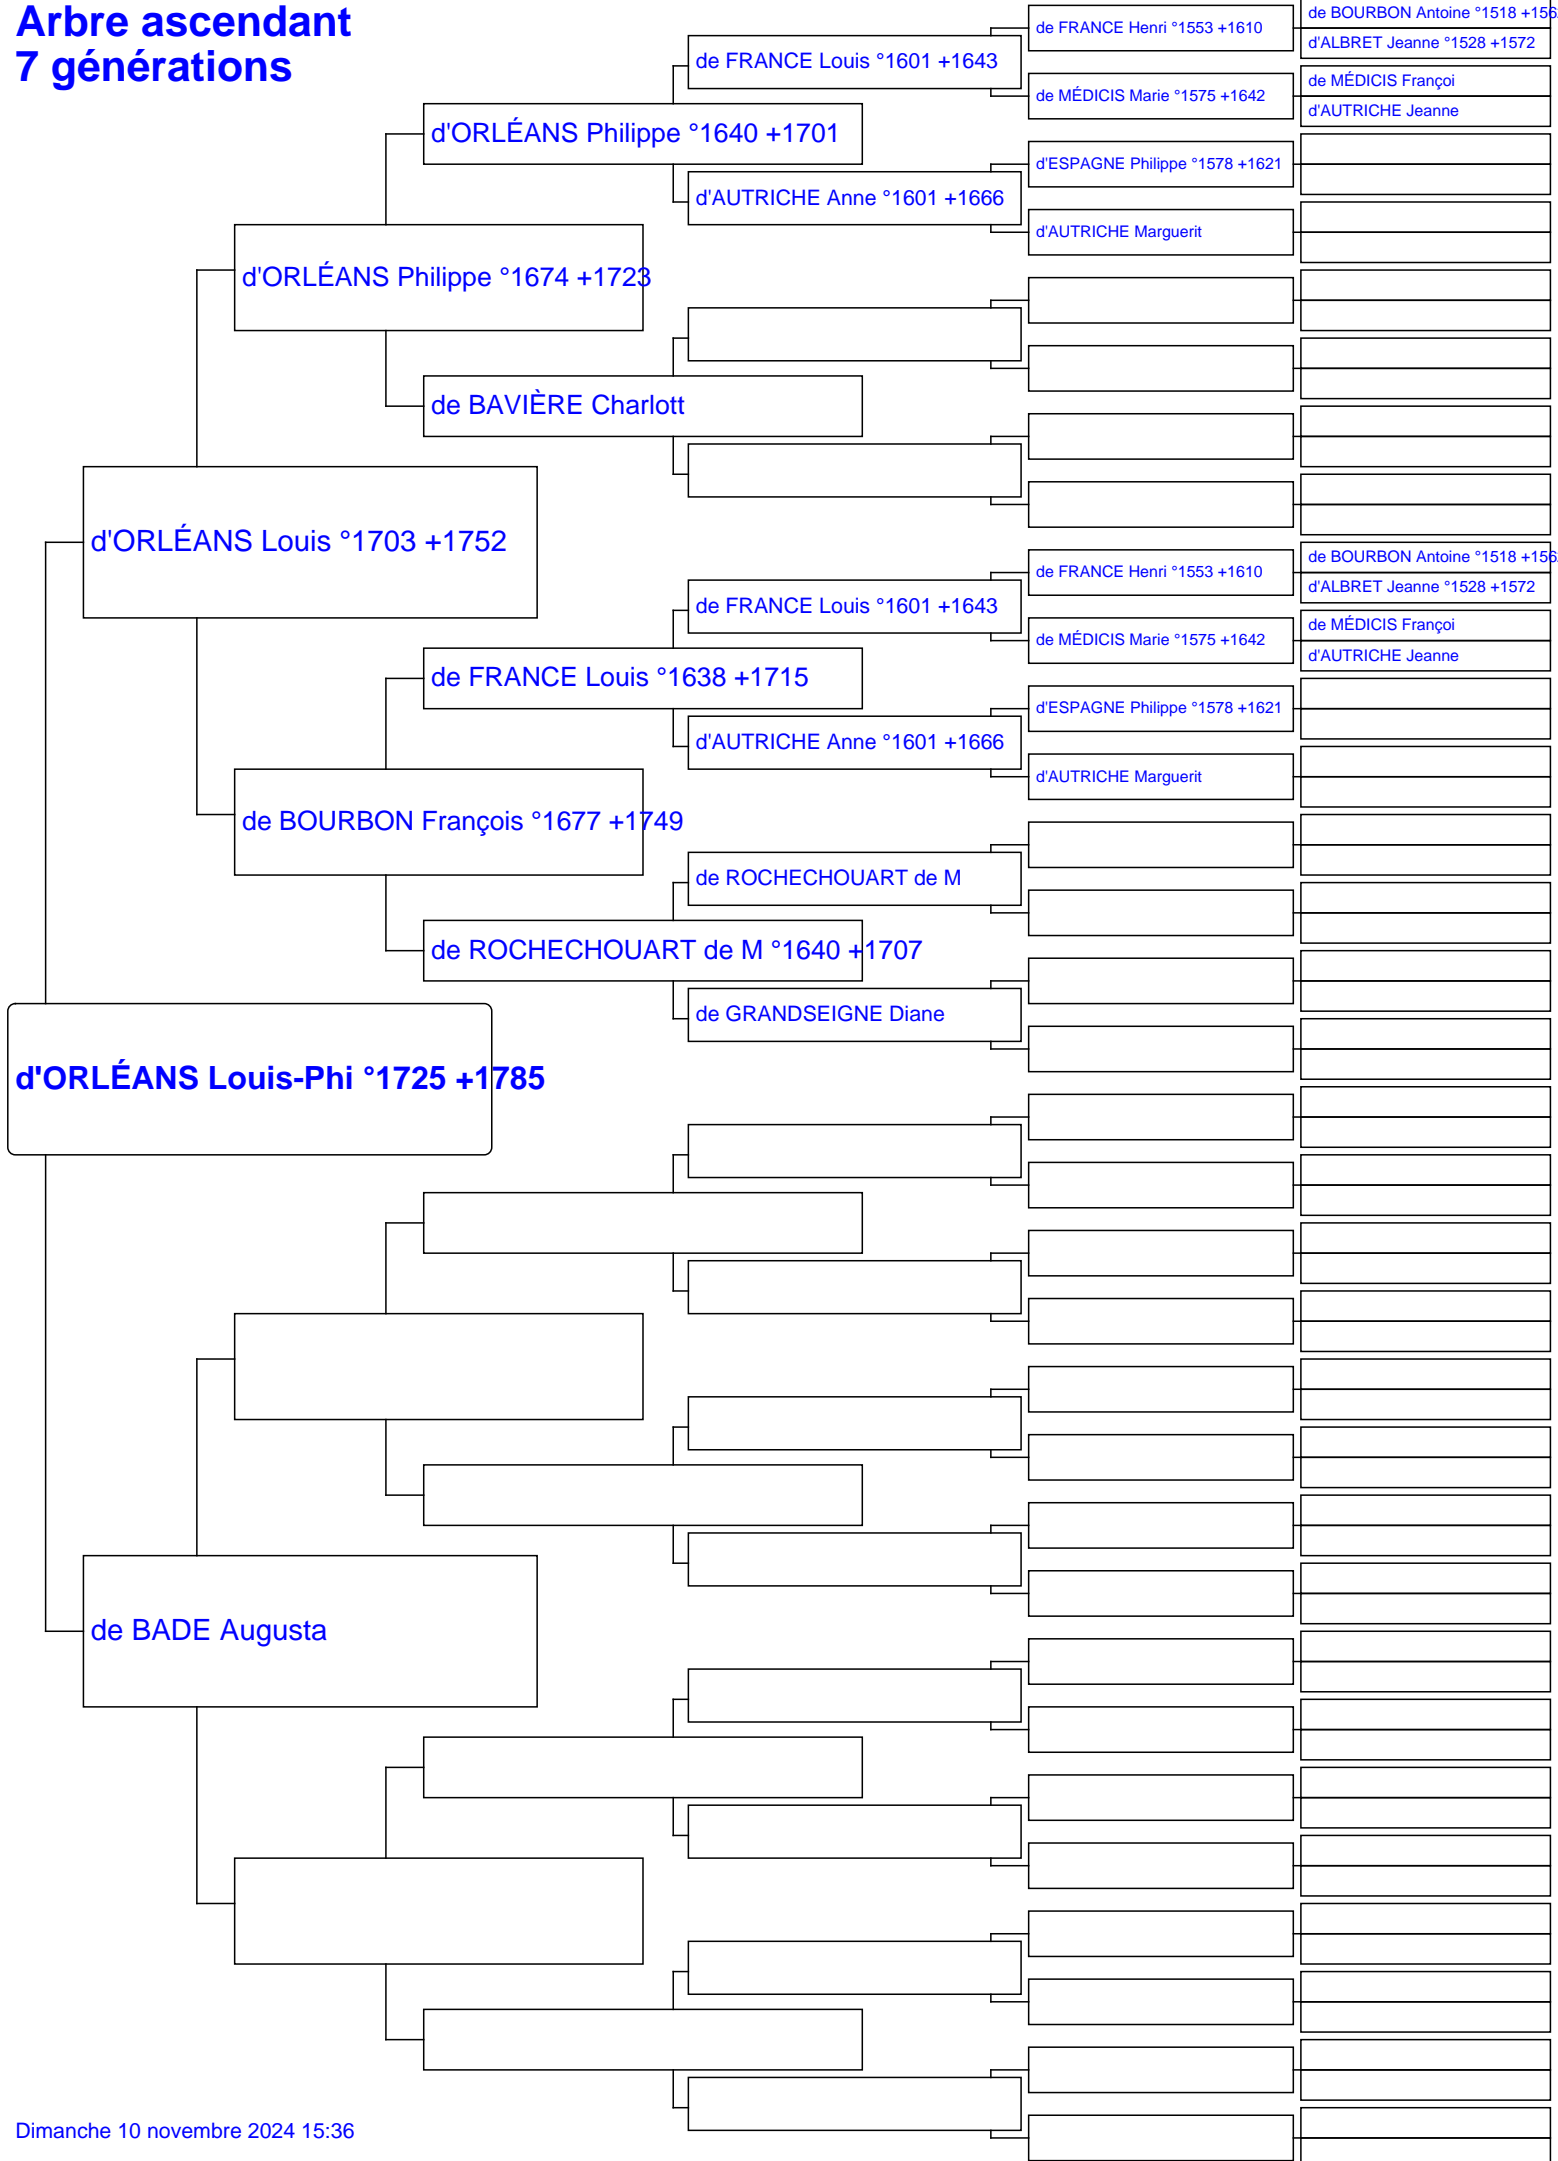 Arbre ascendant
7 générations
de FRANCE Henri °1553 +1610
de BOURBON Antoine °1518 +156
d'ALBRET Jeanne °1528 +1572
de FRANCE Louis °1601 +1643
de MÉDICIS Marie °1575 +1642
de MÉDICIS Françoi
d'AUTRICHE Jeanne
d'ORLÉANS Philippe °1640 +1701
d'ESPAGNE Philippe °1578 +1621
d'AUTRICHE Anne °1601 +1666
d'AUTRICHE Marguerit
d'ORLÉANS Philippe °1674 +1723
de BAVIÈRE Charlott
d'ORLÉANS Louis °1703 +1752
de FRANCE Henri °1553 +1610
de BOURBON Antoine °1518 +156
d'ALBRET Jeanne °1528 +1572
de FRANCE Louis °1601 +1643
de MÉDICIS Marie °1575 +1642
de MÉDICIS Françoi
d'AUTRICHE Jeanne
de FRANCE Louis °1638 +1715
d'ESPAGNE Philippe °1578 +1621
d'AUTRICHE Anne °1601 +1666
d'AUTRICHE Marguerit
de BOURBON François °1677 +1749
de ROCHECHOUART de M
de ROCHECHOUART de M °1640 +1707
de GRANDSEIGNE Diane
d'ORLÉANS Louis-Phi °1725 +1785
de BADE Augusta
Dimanche 10 novembre 2024 15:36